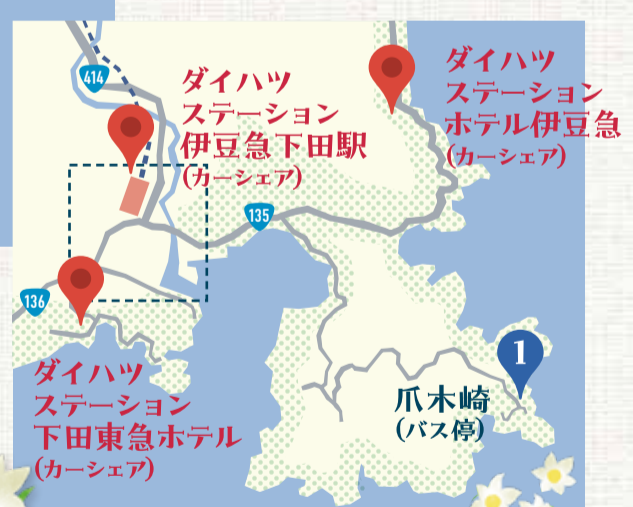 414
ダイハツ
ステーション
伊豆急下田駅
(カーシェア)
ダイハツ
ステーション
ホテル伊豆急
(カーシェア)
135
136
ダイハツ
ステーション
下田東急ホテル
(カーシェア)
1
爪木崎
(バス停)